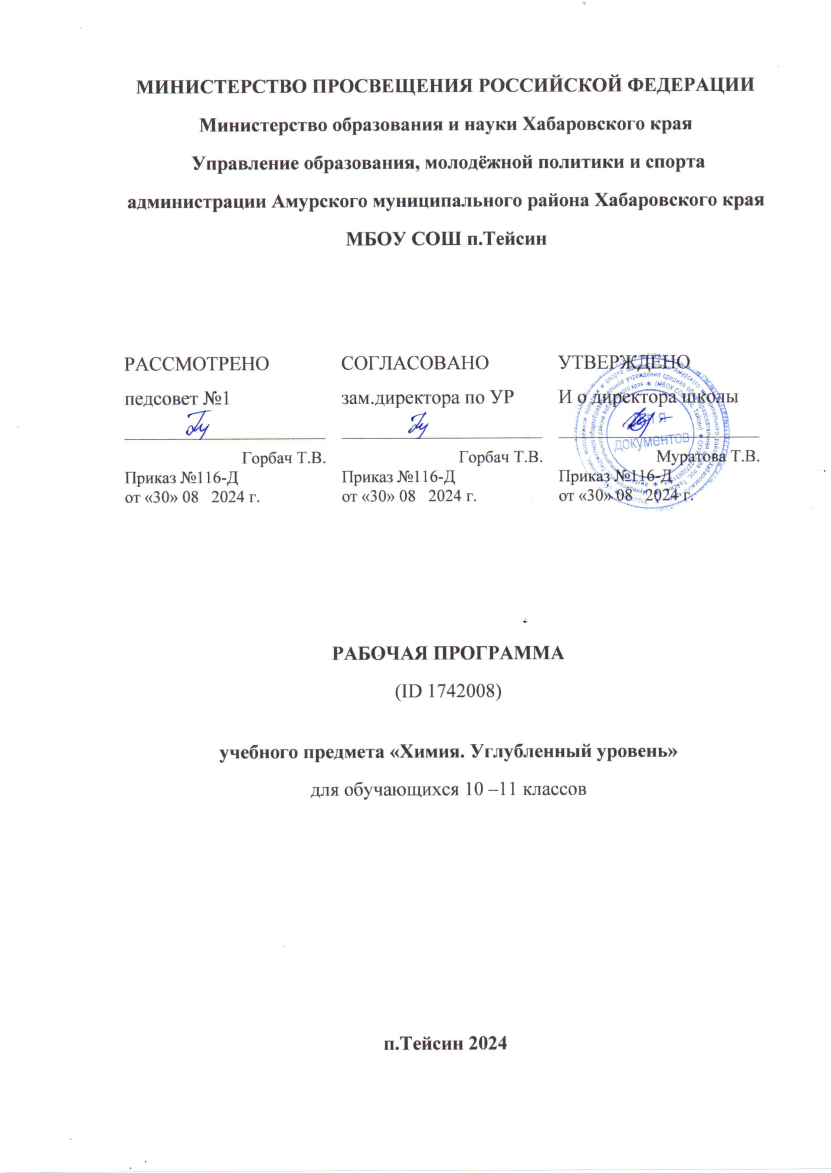 МИНИСТЕРСТВО ПРОСВЕЩЕНИЯ РОССИЙСКОЙ ФЕДЕРАЦИИ
Министерство образования и науки Хабаровского края
Управление образования, молодёжной политики и спорта
администрации Амурского муниципального района Хабаровского края
МБОУ СОШ п.Тейсин
РАССМОТРЕНО
педсовет №1
Горбач Т.В.
Приказ №116-Д
от «30» 08 2024 г.
СОГЛАСОВАНО
зам.директора по УР
Горбач Т.В.
Приказ №116-Д
от «30» 08 2024 г.
УТВЕРЖДЕНО
И о директора школы
документов
Муратова Т.В.
Приказ №116-Д
от «30» 08 2024 г.
РАБОЧАЯ ПРОГРАММА
(ID 1742008)
учебного предмета «Химия. Углубленный уровень»
для обучающихся 10 –11 классов
п.Тейсин 2024